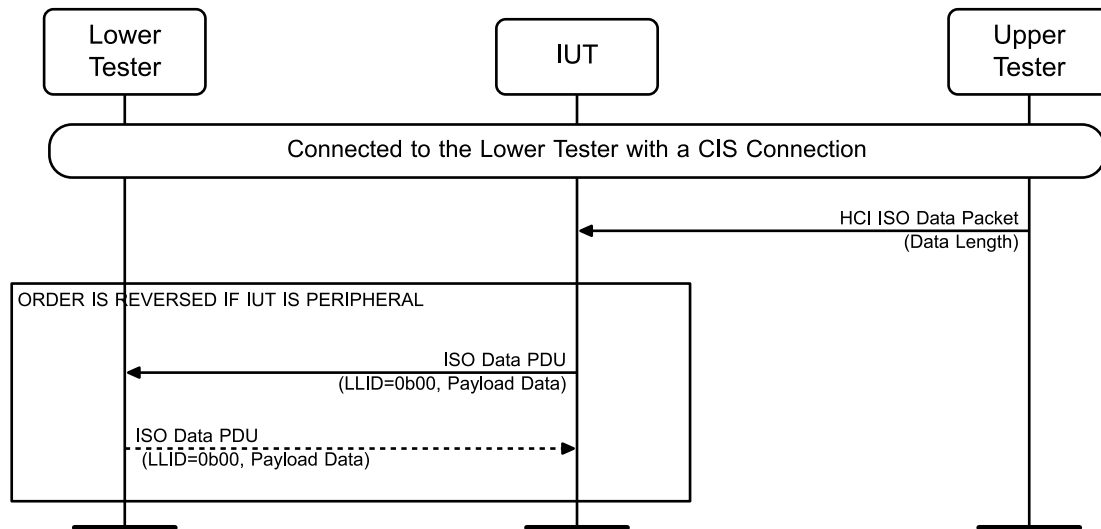 Lower
Tester
IUT
Upper
Tester
Connected to the Lower Tester with a CIS Connection
HCI ISO Data Packet
(Data Length)
ORDER IS REVERSED IF IUT IS PERIPHERAL
ISO Data PDU
(LLID=0b00, Payload Data)
ISO Data PDU
(LLID=0b00, Payload Data)